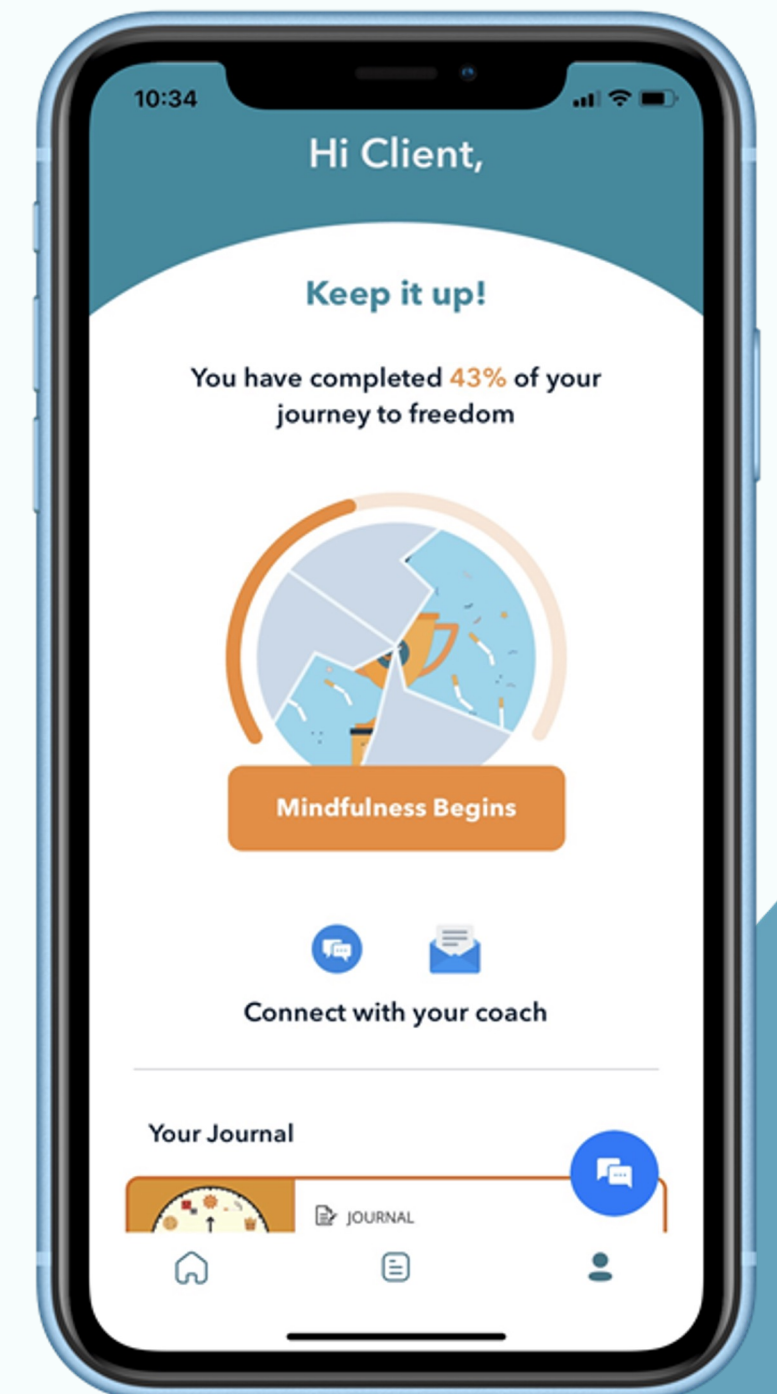 10:34
Hi Client,
Keep it up!
You have completed 43% of your
journey to freedom
Mindfulness Begins
Connect with your coach
Your Journal
JOURNAL